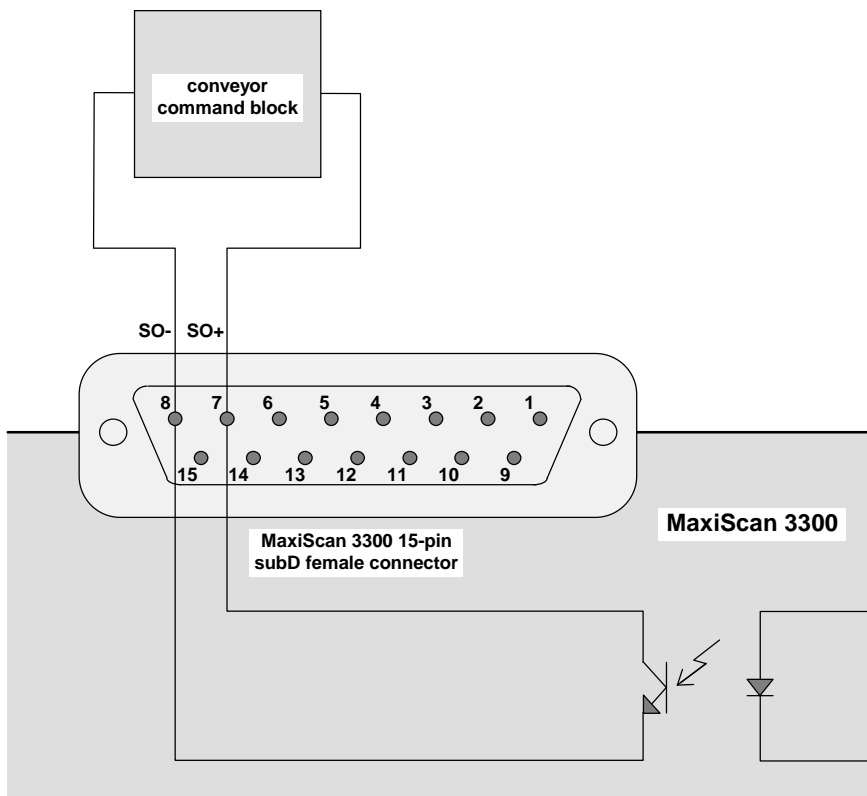 conveyor
command block
SO- SO+
8 7 6 5 4 3 2 1
15 14 13 12 11 10 9
MaxiScan 3300
MaxiScan 3300 15-pin
subD female connector